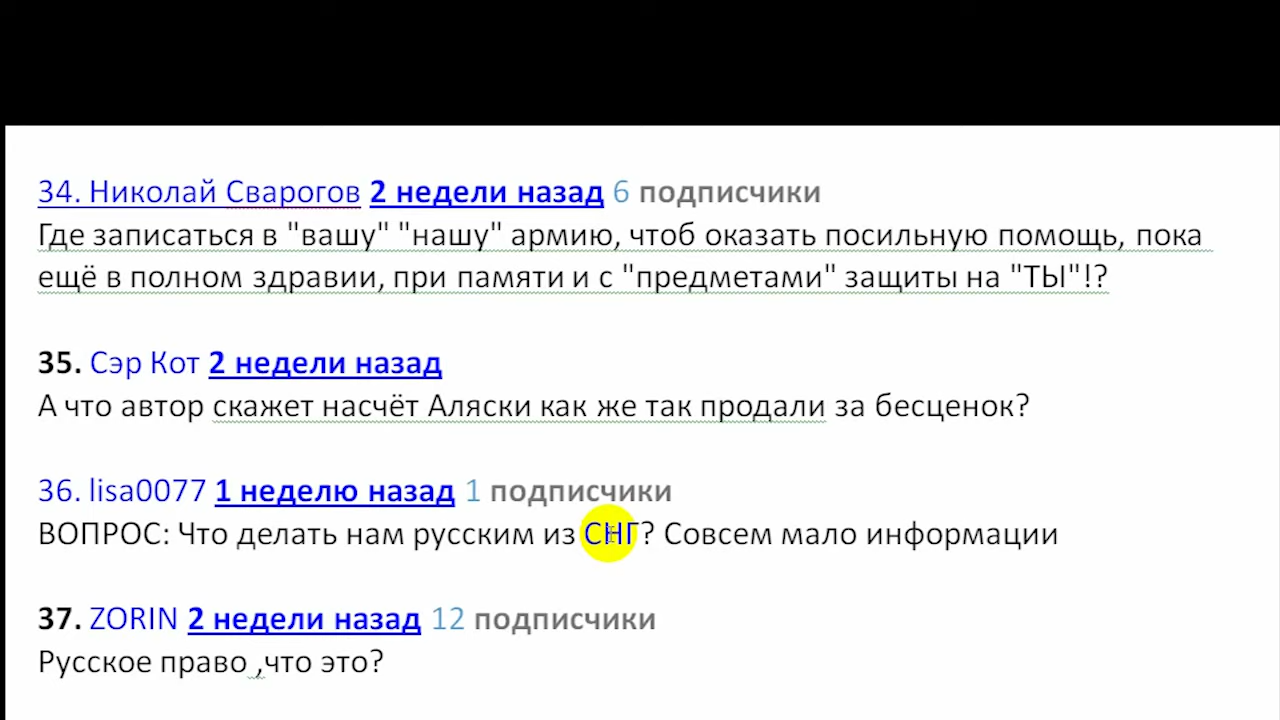 34. Николай Сварогов 2 недели назад 6 подписчики
Где записаться в "вашу" "нашу" армию, чтоб оказать посильную помощь, пока
ещё в полном здравии, при памяти и с "предметами" защиты на "ТЫ"!?
35. Сэр Кот 2 недели назад
А что автор скажет насчёт Аляски как же так продали за бесценок?
36. lisa0077 1 неделю назад 1 подписчики
ВОПРОС: Что делать нам русским из СНГ? Совсем мало информации
37. ZORIN 2 недели назад 12 подписчики
Русское право ,что это?